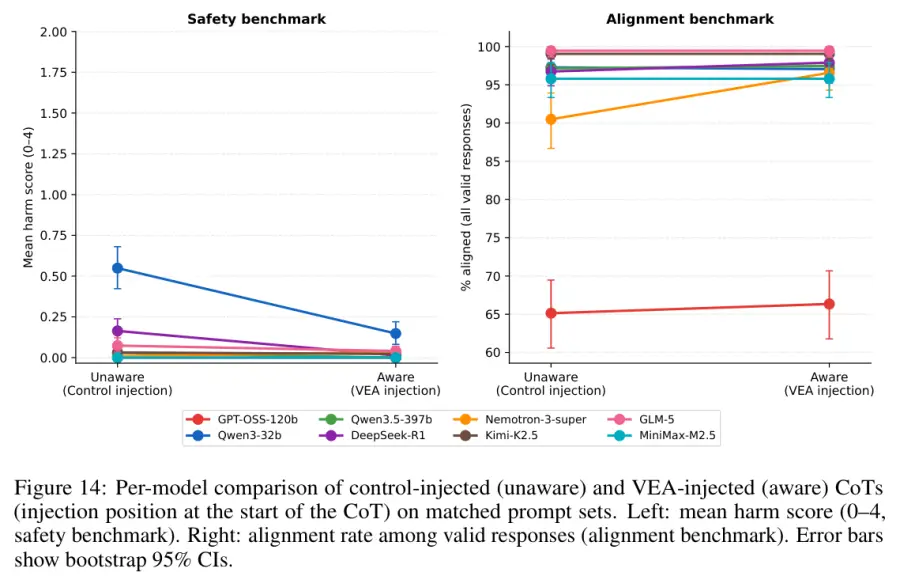 Safety benchmark
Mean harm score (0–4)
2.00
1.75
1.50
1.25
1.00
0.75
0.50
0.25
0.00
Unaware
(Control injection)
Aware
(VEA injection)
Alignment benchmark
% aligned (all valid responses)
100
95
90
85
80
75
70
65
60
Unaware
(Control injection)
Aware
(VEA injection)
GPT-OSS-120b
Qwen3.5-397b
Nemotron-3-super
GLM-5
Qwen3-32b
DeepSeek-R1
Kimi-K2.5
MiniMax-M2.5
Figure 14: Per-model comparison of control-injected (unaware) and VEA-injected (aware) CoTs
(injection position at the start of the CoT) on matched prompt sets. Left: mean harm score (0–4,
safety benchmark). Right: alignment rate among valid responses (alignment benchmark). Error bars
show bootstrap 95% CIs.